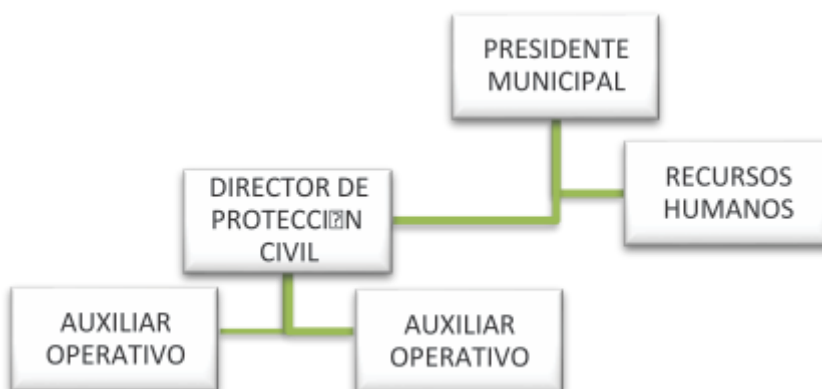 PRESIDENTE
MUNICIPAL
RECURSOS
HUMANOS
DIRECTOR DE
PROTECCI⍰N
CIVIL
AUXILIAR
OPERATIVO
AUXILIAR
OPERATIVO